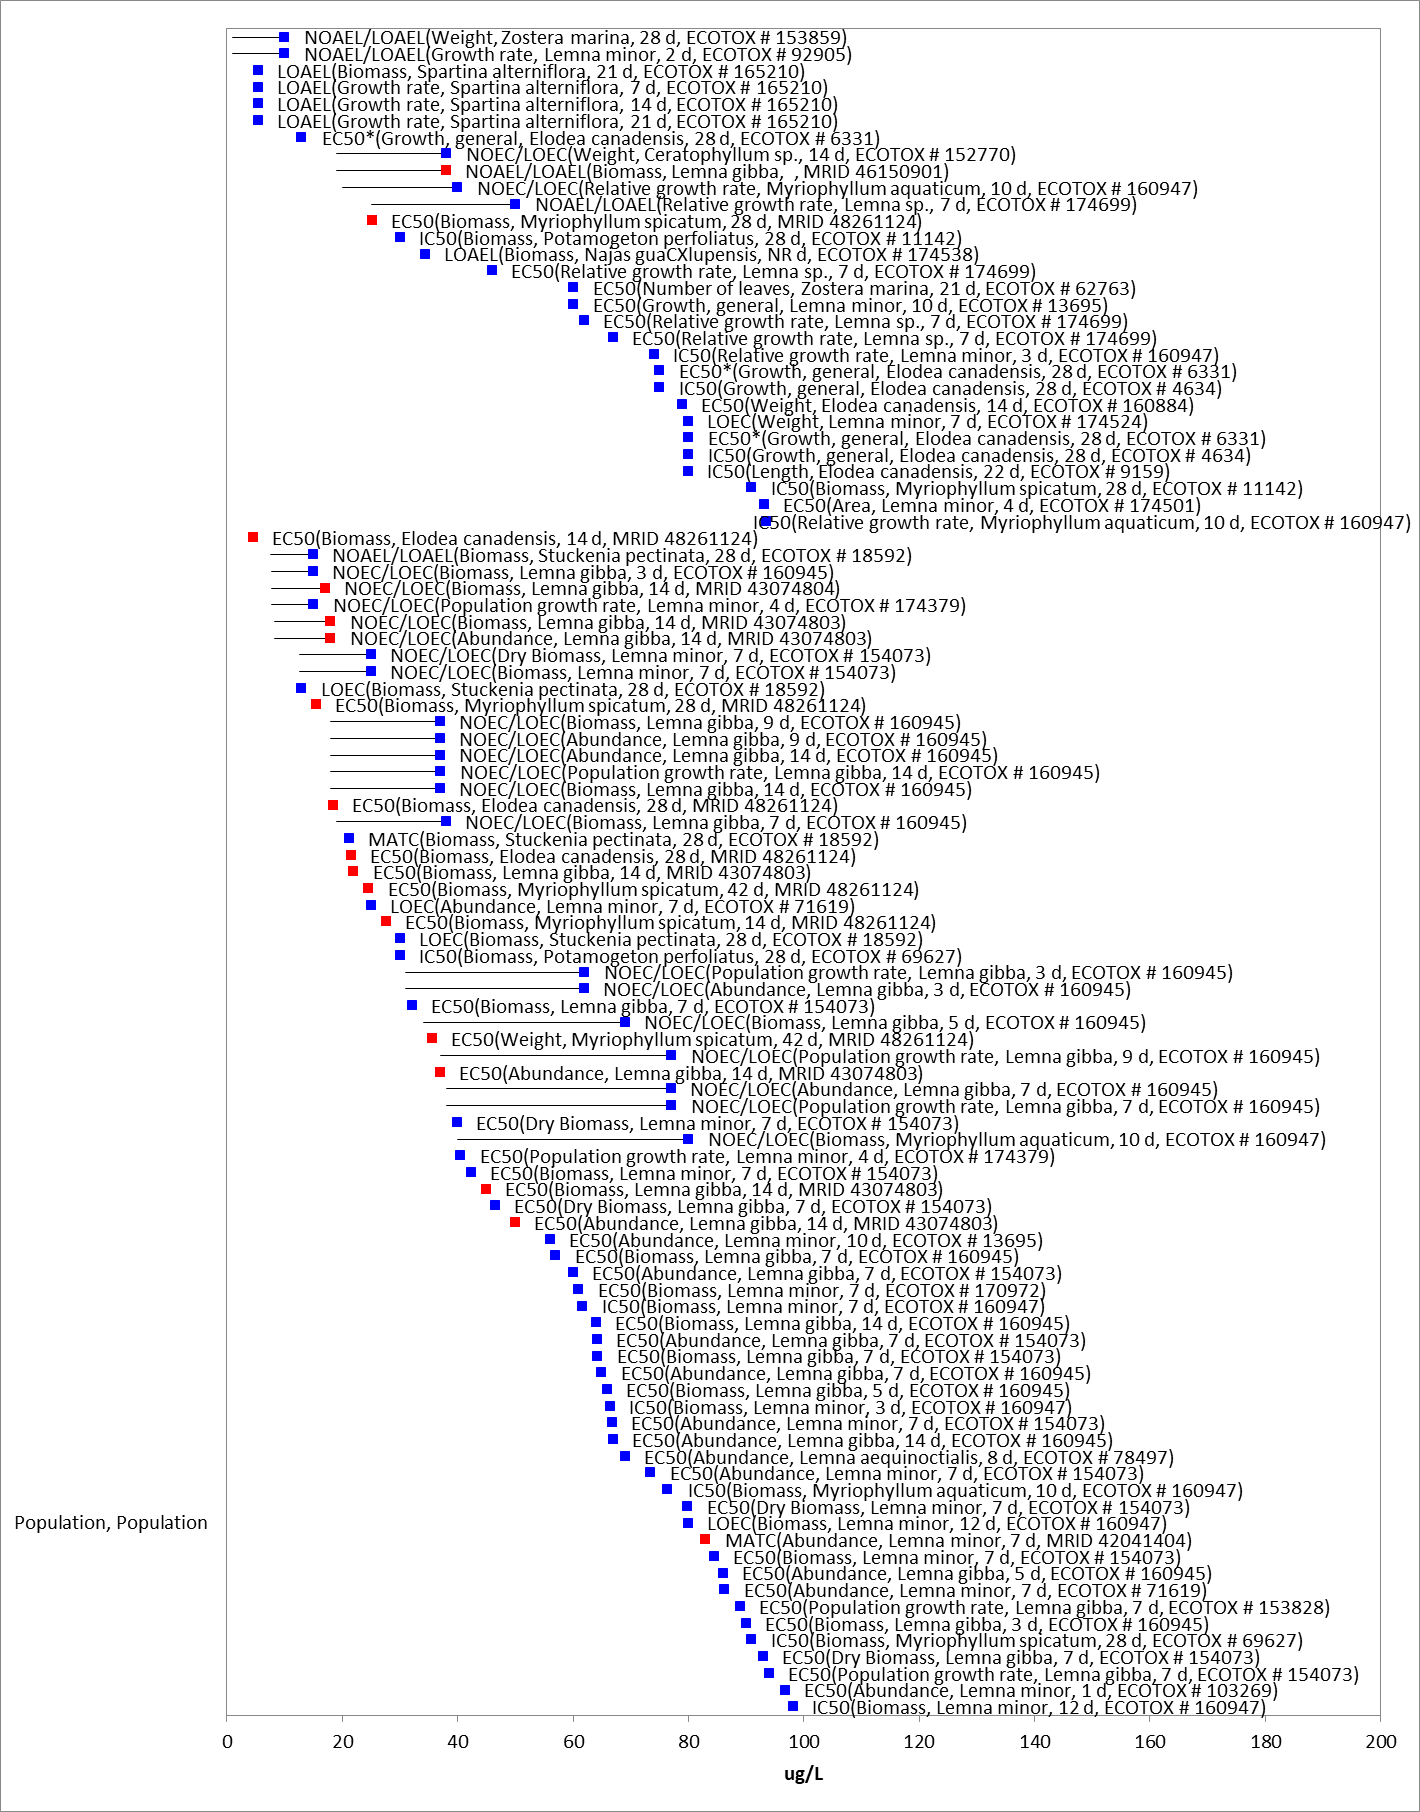 NOAEL/LOAEL(Weight, Zostera marina, 28 d, ECOTOX # 153859)
NOAEL/LOAEL(Growth rate, Lemna minor, 2 d, ECOTOX # 92905)
LOAEL(Biomass, Spartina alterniflora, 21 d, ECOTOX # 165210)
LOAEL(Growth rate, Spartina alterniflora, 7 d, ECOTOX # 165210)
LOAEL(Growth rate, Spartina alterniflora, 14 d, ECOTOX # 165210)
LOAEL(Growth rate, Spartina alterniflora, 21 d, ECOTOX # 165210)
EC50*(Growth, general, Elodea canadensis, 28 d, ECOTOX # 6331)
NOEC/LOEC(Weight, Ceratophyllum sp., 14 d, ECOTOX # 152770)
NOAEL/LOAEL(Biomass, Lemna gibba, , MRID 46150901)
NOEC/LOEC(Relative growth rate, Myriophyllum aquaticum, 10 d, ECOTOX # 160947)
NOAEL/LOAEL(Relative growth rate, Lemna sp., 7 d, ECOTOX # 174699)
EC50(Biomass, Myriophyllum spicatum, 28 d, MRID 48261124)
IC50(Biomass, Potamogeton perfoliatus, 28 d, ECOTOX # 11142)
LOAEL(Biomass, Najas guaCXlupensis, NR d, ECOTOX # 174538)
EC50(Relative growth rate, Lemna sp., 7 d, ECOTOX # 174699)
EC50(Number of leaves, Zostera marina, 21 d, ECOTOX # 62763)
EC50(Growth, general, Lemna minor, 10 d, ECOTOX # 13695)
EC50(Relative growth rate, Lemna sp., 7 d, ECOTOX # 174699)
EC50(Relative growth rate, Lemna sp., 7 d, ECOTOX # 174699)
IC50(Relative growth rate, Lemna minor, 3 d, ECOTOX # 160947)
EC50*(Growth, general, Elodea canadensis, 28 d, ECOTOX # 6331)
IC50(Growth, general, Elodea canadensis, 28 d, ECOTOX # 4634)
EC50(Weight, Elodea canadensis, 14 d, ECOTOX # 160884)
LOEC(Weight, Lemna minor, 7 d, ECOTOX # 174524)
EC50*(Growth, general, Elodea canadensis, 28 d, ECOTOX # 6331)
IC50(Growth, general, Elodea canadensis, 28 d, ECOTOX # 4634)
IC50(Length, Elodea canadensis, 22 d, ECOTOX # 9159)
IC50(Biomass, Myriophyllum spicatum, 28 d, ECOTOX # 11142)
EC50(Area, Lemna minor, 4 d, ECOTOX # 174501)
IC50(Relative growth rate, Myriophyllum aquaticum, 10 d, ECOTOX # 160947)
EC50(Biomass, Elodea canadensis, 14 d, MRID 48261124)
NOAEL/LOAEL(Biomass, Stuckenia pectinata, 28 d, ECOTOX # 18592)
NOEC/LOEC(Biomass, Lemna gibba, 3 d, ECOTOX # 160945)
NOEC/LOEC(Biomass, Lemna gibba, 14 d, MRID 43074804)
NOEC/LOEC(Population growth rate, Lemna minor, 4 d, ECOTOX # 174379)
NOEC/LOEC(Biomass, Lemna gibba, 14 d, MRID 43074803)
NOEC/LOEC(Abundance, Lemna gibba, 14 d, MRID 43074803)
NOEC/LOEC(Dry Biomass, Lemna minor, 7 d, ECOTOX # 154073)
NOEC/LOEC(Biomass, Lemna minor, 7 d, ECOTOX # 154073)
LOEC(Biomass, Stuckenia pectinata, 28 d, ECOTOX # 18592)
EC50(Biomass, Myriophyllum spicatum, 28 d, MRID 48261124)
NOEC/LOEC(Biomass, Lemna gibba, 9 d, ECOTOX # 160945)
NOEC/LOEC(Abundance, Lemna gibba, 9 d, ECOTOX # 160945)
NOEC/LOEC(Abundance, Lemna gibba, 14 d, ECOTOX # 160945)
NOEC/LOEC(Population growth rate, Lemna gibba, 14 d, ECOTOX # 160945)
NOEC/LOEC(Biomass, Lemna gibba, 14 d, ECOTOX # 160945)
EC50(Biomass, Elodea canadensis, 28 d, MRID 48261124)
NOEC/LOEC(Biomass, Lemna gibba, 7 d, ECOTOX # 160945)
MATC(Biomass, Stuckenia pectinata, 28 d, ECOTOX # 18592)
EC50(Biomass, Elodea canadensis, 28 d, MRID 48261124)
EC50(Biomass, Lemna gibba, 14 d, MRID 43074803)
EC50(Biomass, Myriophyllum spicatum, 42 d, MRID 48261124)
LOEC(Abundance, Lemna minor, 7 d, ECOTOX # 71619)
EC50(Biomass, Myriophyllum spicatum, 14 d, MRID 48261124)
LOEC(Biomass, Stuckenia pectinata, 28 d, ECOTOX # 18592)
IC50(Biomass, Potamogeton perfoliatus, 28 d, ECOTOX # 69627)
NOEC/LOEC(Population growth rate, Lemna gibba, 3 d, ECOTOX # 160945)
NOEC/LOEC(Abundance, Lemna gibba, 3 d, ECOTOX # 160945)
EC50(Biomass, Lemna gibba, 7 d, ECOTOX # 154073)
NOEC/LOEC(Biomass, Lemna gibba, 5 d, ECOTOX # 160945)
EC50(Weight, Myriophyllum spicatum, 42 d, MRID 48261124)
NOEC/LOEC(Population growth rate, Lemna gibba, 9 d, ECOTOX # 160945)
EC50(Abundance, Lemna gibba, 14 d, MRID 43074803)
NOEC/LOEC(Abundance, Lemna gibba, 7 d, ECOTOX # 160945)
NOEC/LOEC(Population growth rate, Lemna gibba, 7 d, ECOTOX # 160945)
EC50(Dry Biomass, Lemna minor, 7 d, ECOTOX # 154073)
NOEC/LOEC(Biomass, Myriophyllum aquaticum, 10 d, ECOTOX # 160947)
EC50(Population growth rate, Lemna minor, 4 d, ECOTOX # 174379)
EC50(Biomass, Lemna minor, 7 d, ECOTOX # 154073)
EC50(Biomass, Lemna gibba, 14 d, MRID 43074803)
EC50(Dry Biomass, Lemna gibba, 7 d, ECOTOX # 154073)
EC50(Abundance, Lemna gibba, 14 d, MRID 43074803)
EC50(Abundance, Lemna minor, 10 d, ECOTOX # 13695)
EC50(Biomass, Lemna gibba, 7 d, ECOTOX # 160945)
EC50(Abundance, Lemna gibba, 7 d, ECOTOX # 154073)
EC50(Biomass, Lemna minor, 7 d, ECOTOX # 170972)
IC50(Biomass, Lemna minor, 7 d, ECOTOX # 160947)
EC50(Biomass, Lemna gibba, 14 d, ECOTOX # 160945)
EC50(Abundance, Lemna gibba, 7 d, ECOTOX # 154073)
EC50(Biomass, Lemna gibba, 7 d, ECOTOX # 154073)
EC50(Abundance, Lemna gibba, 7 d, ECOTOX # 160945)
EC50(Biomass, Lemna gibba, 5 d, ECOTOX # 160945)
IC50(Biomass, Lemna minor, 3 d, ECOTOX # 160947)
EC50(Abundance, Lemna minor, 7 d, ECOTOX # 154073)
EC50(Abundance, Lemna gibba, 14 d, ECOTOX # 160945)
EC50(Abundance, Lemna aequinoctialis, 8 d, ECOTOX # 78497)
EC50(Abundance, Lemna minor, 7 d, ECOTOX # 154073)
IC50(Biomass, Myriophyllum aquaticum, 10 d, ECOTOX # 160947)
EC50(Dry Biomass, Lemna minor, 7 d, ECOTOX # 154073)
Population, Population
LOEC(Biomass, Lemna minor, 12 d, ECOTOX # 160947)
MATC(Abundance, Lemna minor, 7 d, MRID 42041404)
EC50(Biomass, Lemna minor, 7 d, ECOTOX # 154073)
EC50(Abundance, Lemna gibba, 5 d, ECOTOX # 160945)
EC50(Abundance, Lemna minor, 7 d, ECOTOX # 71619)
EC50(Population growth rate, Lemna gibba, 7 d, ECOTOX # 153828)
EC50(Biomass, Lemna gibba, 3 d, ECOTOX # 160945)
IC50(Biomass, Myriophyllum spicatum, 28 d, ECOTOX # 69627)
EC50(Dry Biomass, Lemna gibba, 7 d, ECOTOX # 154073)
EC50(Population growth rate, Lemna gibba, 7 d, ECOTOX # 154073)
EC50(Abundance, Lemna minor, 1 d, ECOTOX # 103269)
IC50(Biomass, Lemna minor, 12 d, ECOTOX # 160947)
0 20 40 60 80 100 120 140 160 180 200
ug/L